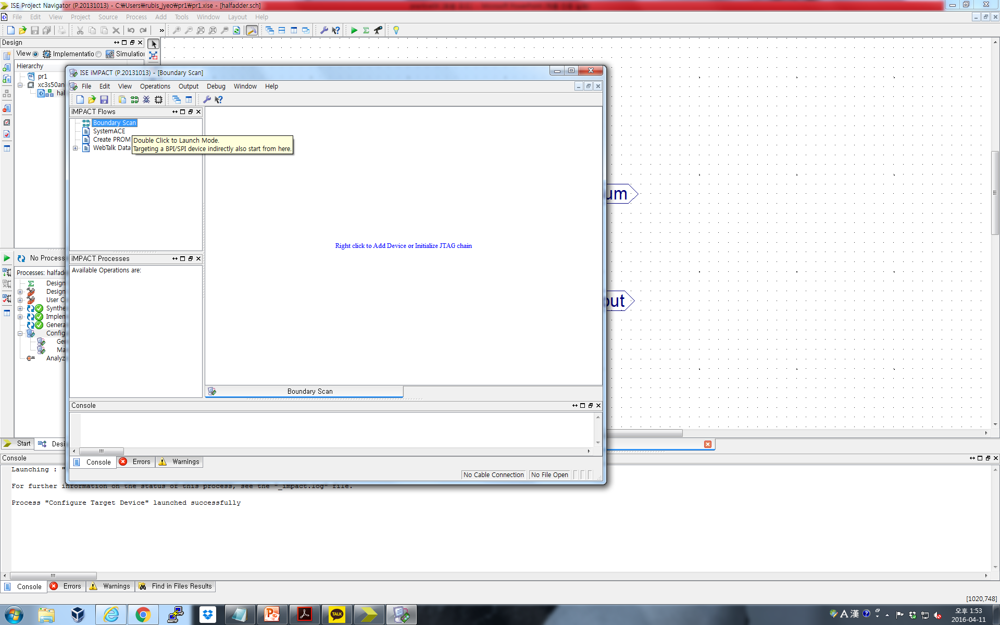 ISE Project Navigator (P.20131013) - C:₩Users₩rubis_jyeo₩pr1₩pr1.xise - [halfadder.sch]
File Edit View Project Source Process Add Tools Window Layout Help
Design
View Implementatio Simulation
Hierarchy
pr1
xc3s50an
hal
ISE iMPACT (P.20131013) - [Boundary Scan]
File Edit View Operations Output Debug Window Help
iMPACT Flows
Boundary Scan
SystemACE
Create PROM
WebTalk Data
Double Click to Launch Mode.
Targeting a BPI/SPI device indirectly also start from here.
um
Right click to Add Device or Initialize JTAG chain
iMPACT Processes
Available Operations are:
out
No Process
Processes: halfadd
Design
Design
User C
Synthe
Implen
Genera
Config
Ge
Ma
Analyz
Boundary Scan
Console
Console Errors Warnings
No Cable Connection No File Open
Start Desi
Console
Launching : "
For further information on the status of this process, see the "_impact.log" file.
Process "Configure Target Device" launched successfully
Console Errors Warnings Find in Files Results
[1020,748]
TALK
A 漢
오후 1:53
2016-04-11